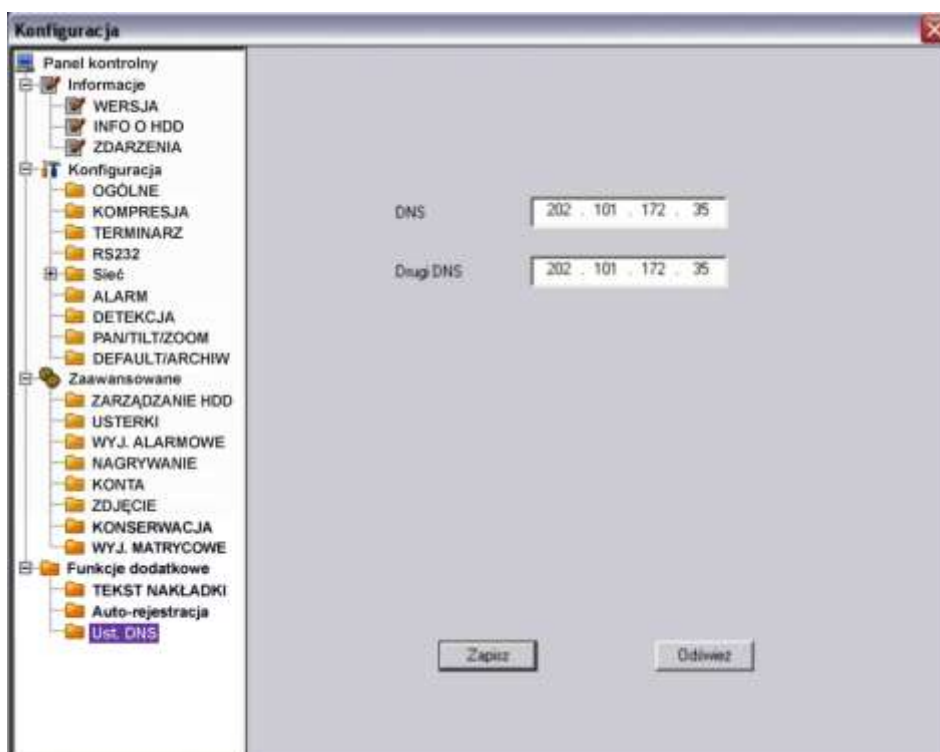 Konfiguracja
Panel kontrolny
Informacje
WERSJA
INFO O HDD
ZDARZENIA
Konfiguracja
OGÓLNE
KOMPRESJA
TERMINARZ
RS232
Sieć
ALARM
DETEKCJA
PAN/TILT/ZOOM
DEFAULT/ARCHIW
Zaawansowane
ZARZĄDZANIE HDD
USTERKI
WYJ. ALARMOWE
NAGRYWANIE
KONTA
ZDJĘCIE
KONSERWACJA
WYJ. MATRYCOWE
Funkcje dodatkowe
TEKST NAKŁADKI
Auto-rejestracja
Ust. DNS
DNS 202 . 101 . 172 . 35
Drugi DNS 202 . 101 . 172 . 35
Zapisz Odśwież